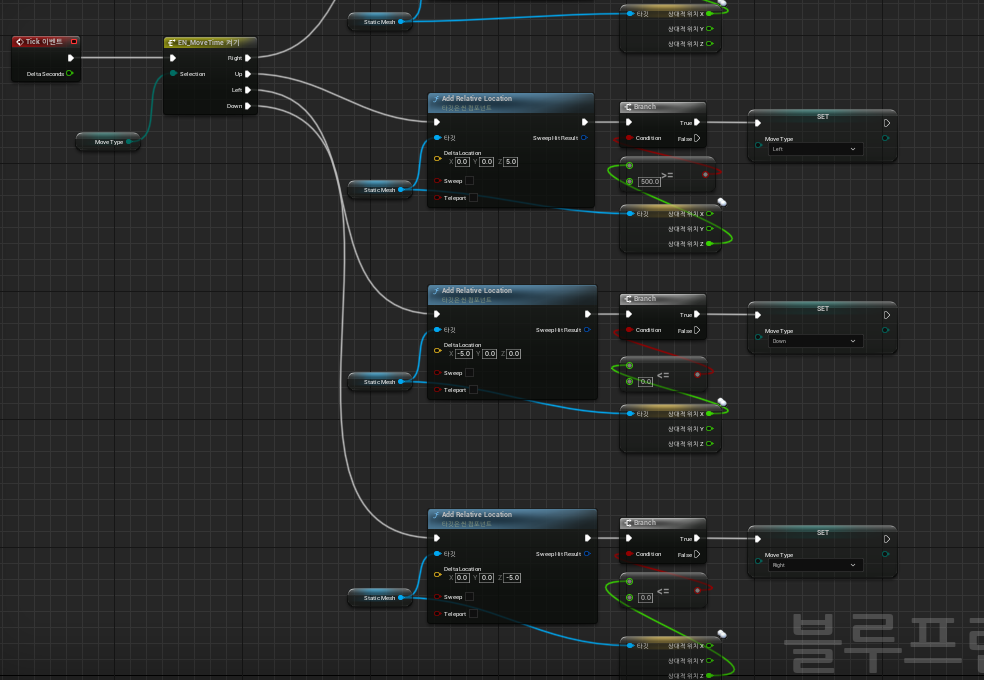 StaticMesh
타깃
상대적 위치 X
상대적 위치 Y
상대적 위치 Z
Tick 이벤트
Delta Seconds
EN_MoveTime 켜기
Selection
Right
Up
Left
Down
Move Type
Add Relative Location
타깃은 씬 컴포넌트
타깃
Sweep Hit Result
Delta Location
X 0.0 Y 0.0 Z 5.0
Sweep
Teleport
StaticMesh
Branch
True
Condition
False
500.0 >=
타깃
상대적 위치 X
상대적 위치 Y
상대적 위치 Z
SET
Move Type
Left
Add Relative Location
타깃은 씬 컴포넌트
타깃
Sweep Hit Result
Delta Location
X -5.0 Y 0.0 Z 0.0
Sweep
Teleport
StaticMesh
Branch
True
Condition
False
0.0 <=
타깃
상대적 위치 X
상대적 위치 Y
상대적 위치 Z
SET
Move Type
Down
Add Relative Location
타깃은 씬 컴포넌트
타깃
Sweep Hit Result
Delta Location
X 0.0 Y 0.0 Z -5.0
Sweep
Teleport
StaticMesh
Branch
True
Condition
False
0.0 <=
타깃
상대적 위치 X
상대적 위치 Y
상대적 위치 Z
SET
Move Type
Right
블루프